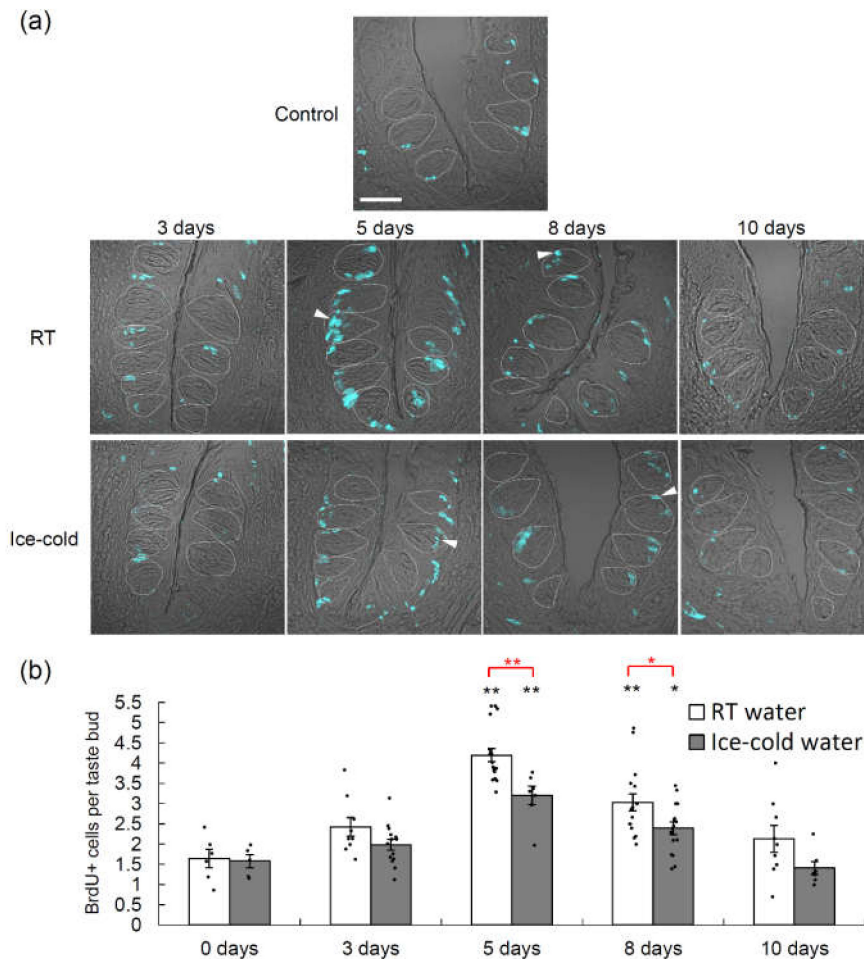 (a)
Control
3 days 5 days 8 days 10 days
RT
Ice-cold
(b)
** *
** ** ** *
RT water
Ice-cold water
BrdU+ cells per taste bud
5.5
4.5
3.5
2.5
1.5
0.5
5
4
3
2
1
0
0 days 3 days 5 days 8 days 10 days